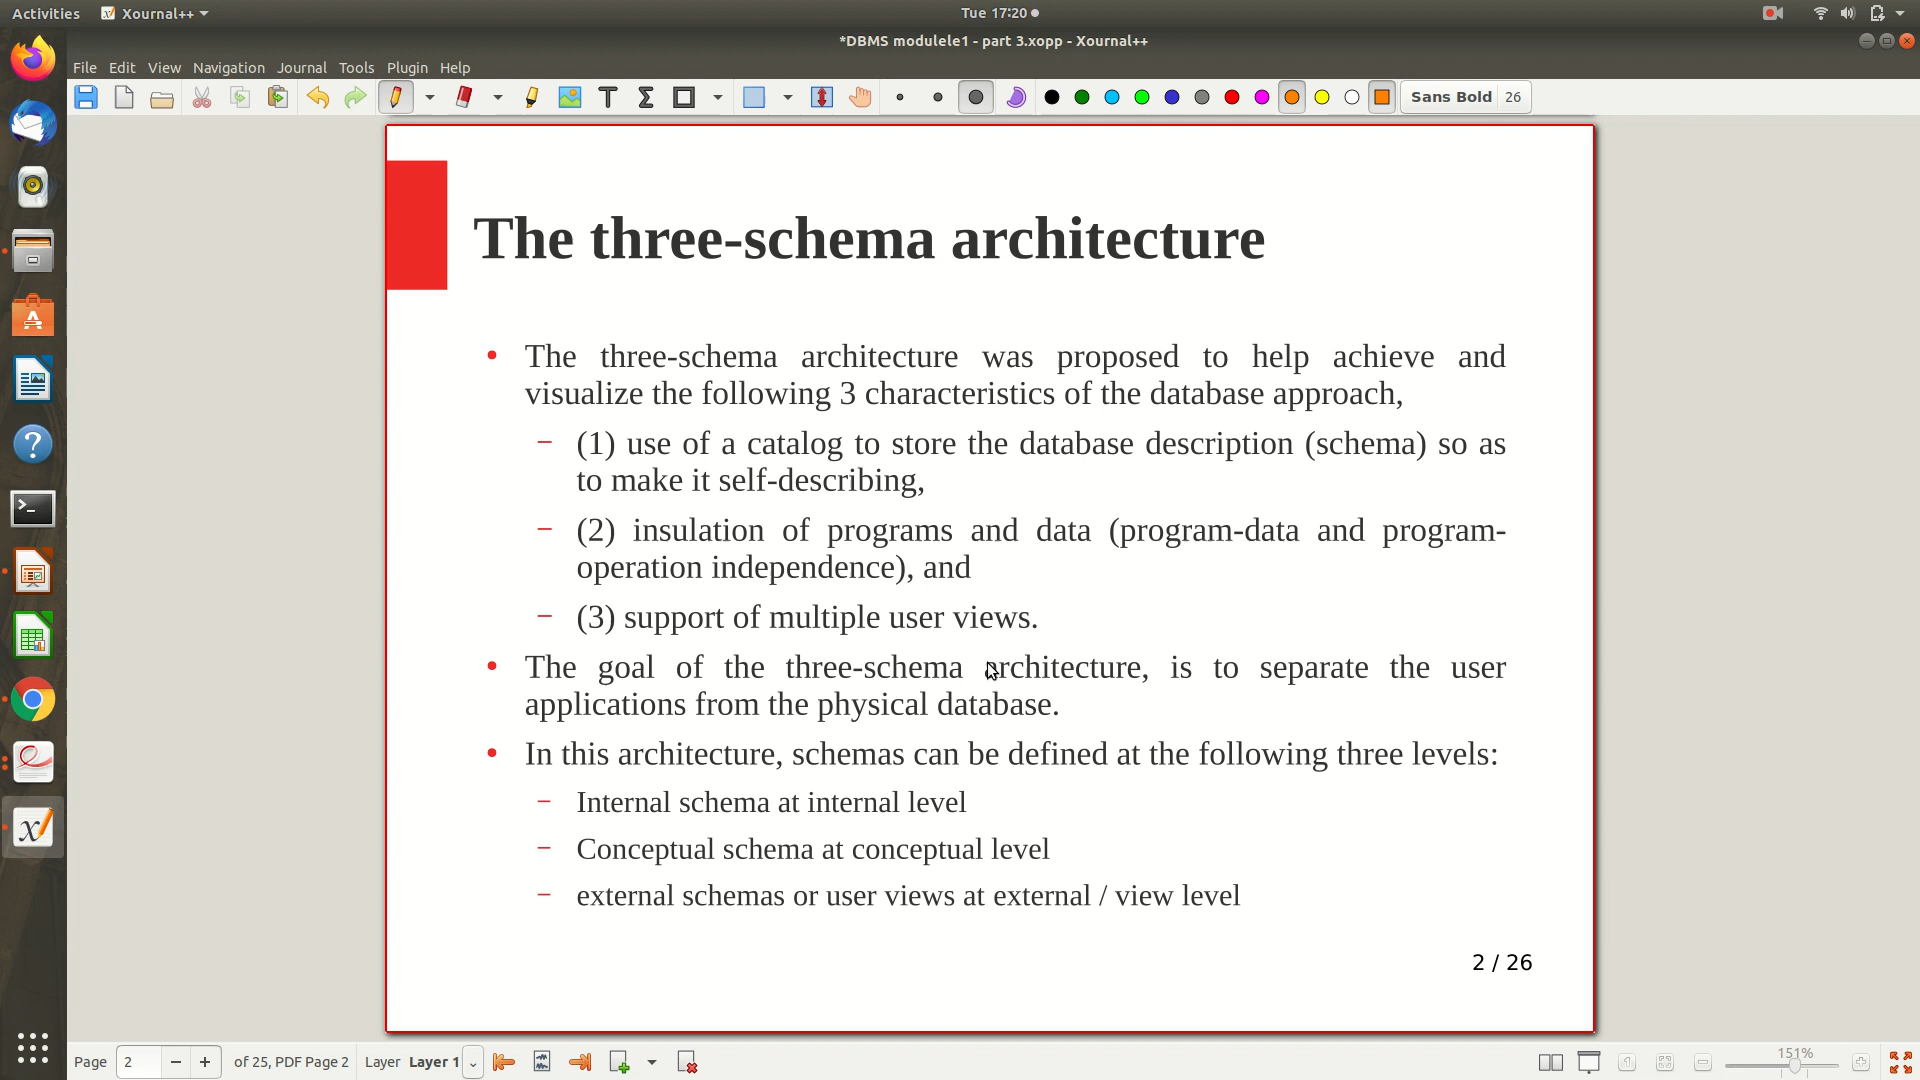 Activities Xournal++ Tue 17:20
*DBMS modulele1 - part 3.xopp - Xournal++
File Edit View Navigation Journal Tools Plugin Help
Sans Bold 26
The three-schema architecture
• The three-schema architecture was proposed to help achieve and
visualize the following 3 characteristics of the database approach,
– (1) use of a catalog to store the database description (schema) so as
to make it self-describing,
– (2) insulation of programs and data (program-data and program-
operation independence), and
– (3) support of multiple user views.
• The goal of the three-schema architecture, is to separate the user
applications from the physical database.
• In this architecture, schemas can be defined at the following three levels:
– Internal schema at internal level
– Conceptual schema at conceptual level
– external schemas or user views at external / view level
2 / 26
Page 2 of 25, PDF Page 2 Layer Layer 1 151%